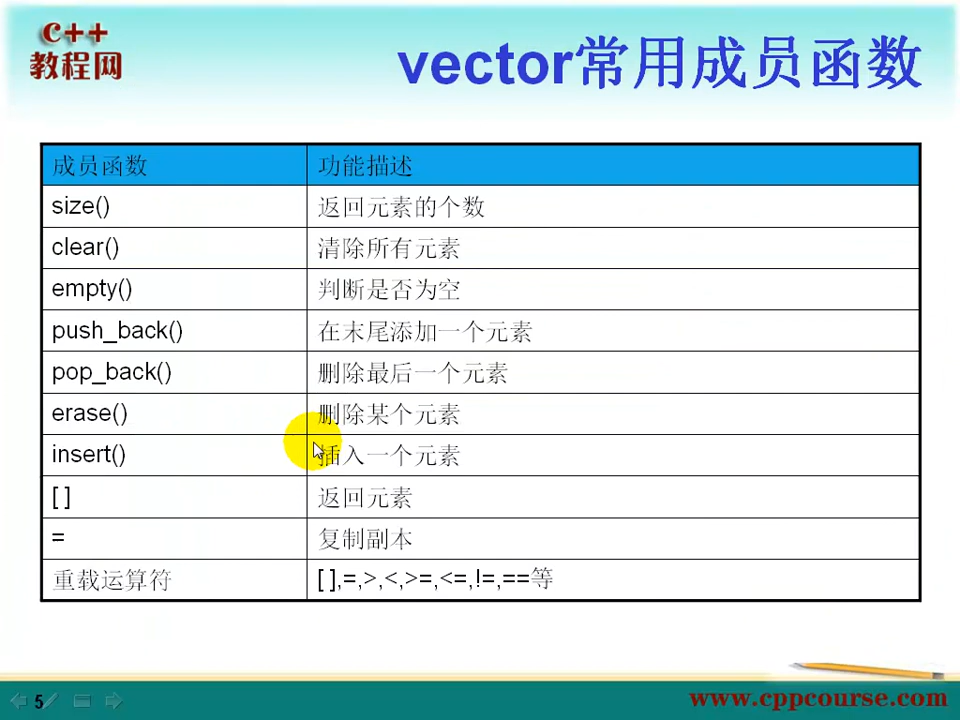 C++
教程网
vector常用成员函数
成员函数 功能描述
size() 返回元素的个数
clear() 清除所有元素
empty() 判断是否为空
push_back() 在末尾添加一个元素
pop_back() 删除最后一个元素
erase() 删除某个元素
insert() 插入一个元素
[ ] 返回元素
= 复制副本
重载运算符 [ ],=,>,<,>=,<=,!=,==等
5
www.cppcourse.com